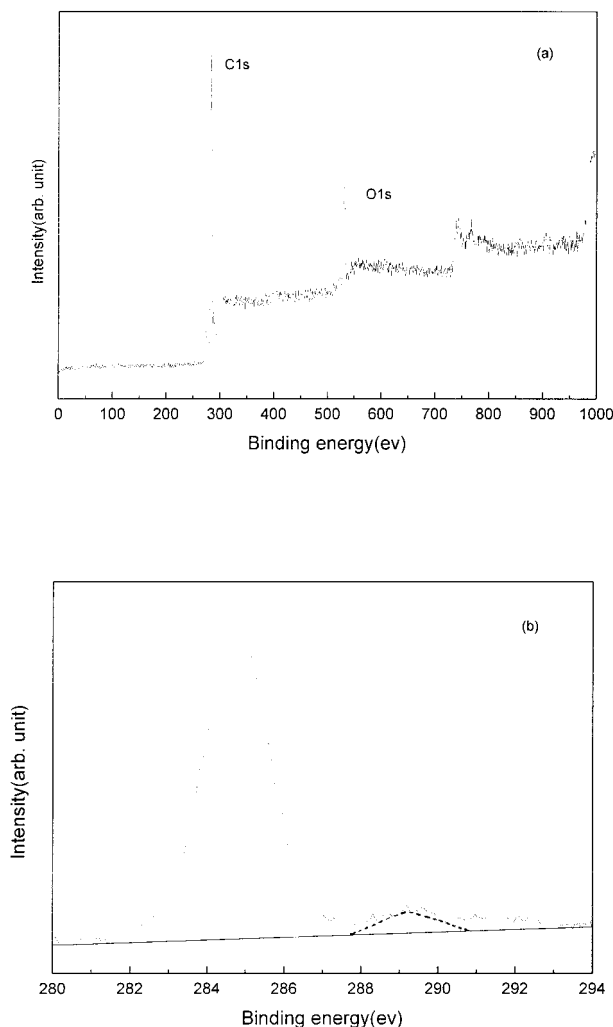 (a)
C1s
O1s
Intensity(arb. unit)
0 100 200 300 400 500 600 700 800 900 1000
Binding energy(ev)
(b)
Intensity(arb. unit)
280 282 284 286 288 290 292 294
Binding energy(ev)